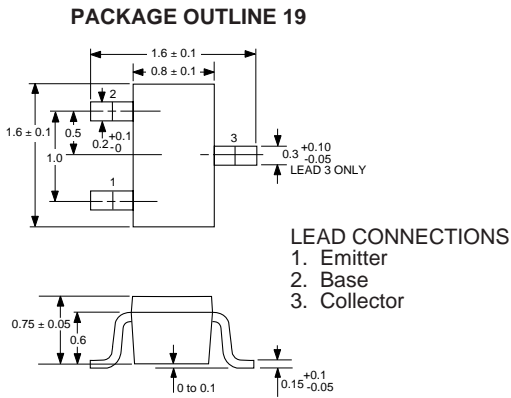 PACKAGE OUTLINE 19
1.6 ± 0.1
0.8 ± 0.1
2
1.6 ± 0.1
0.5
0.2 +0.1 -0
1.0
3
0.3 +0.10 -0.05
LEAD 3 ONLY
1
LEAD CONNECTIONS
1. Emitter
2. Base
3. Collector
0.75 ± 0.05
0.6
0 to 0.1
0.15 +0.1 -0.05